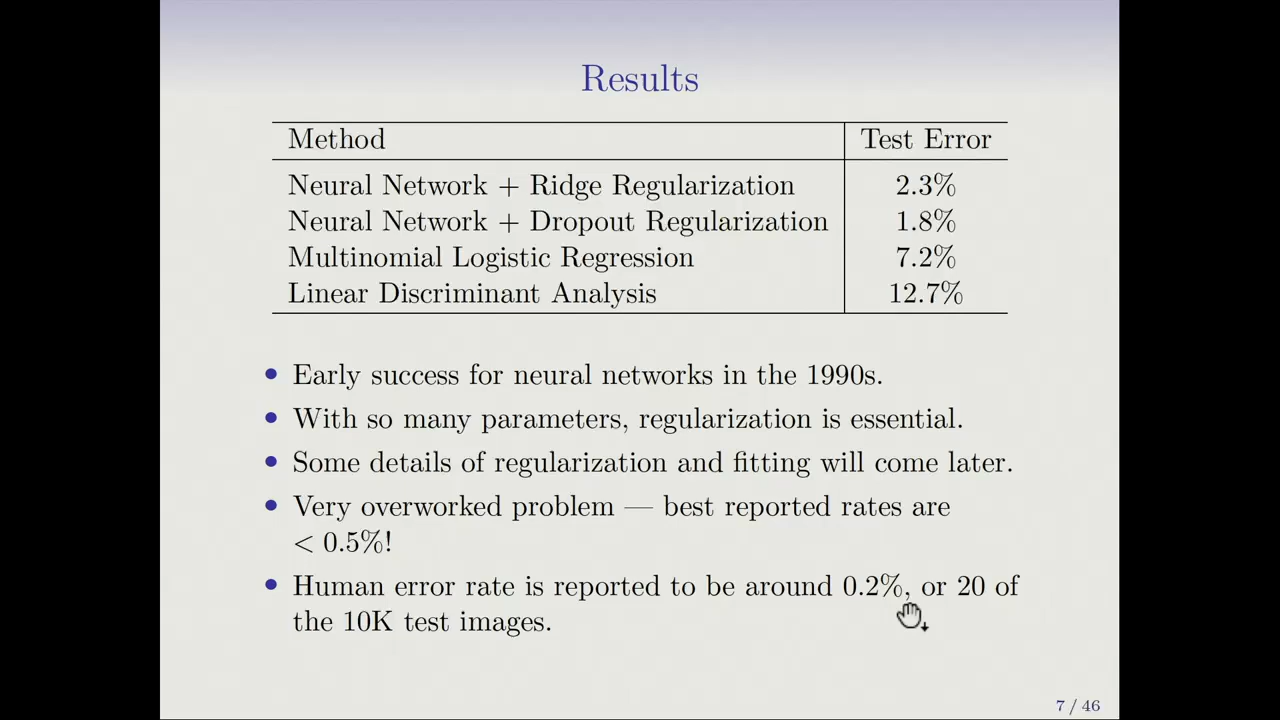 Results
Method Test Error
Neural Network + Ridge Regularization 2.3%
Neural Network + Dropout Regularization 1.8%
Multinomial Logistic Regression 7.2%
Linear Discriminant Analysis 12.7%
• Early success for neural networks in the 1990s.
• With so many parameters, regularization is essential.
• Some details of regularization and fitting will come later.
• Very overworked problem — best reported rates are
< 0.5%!
• Human error rate is reported to be around 0.2%, or 20 of
the 10K test images.
7 / 46